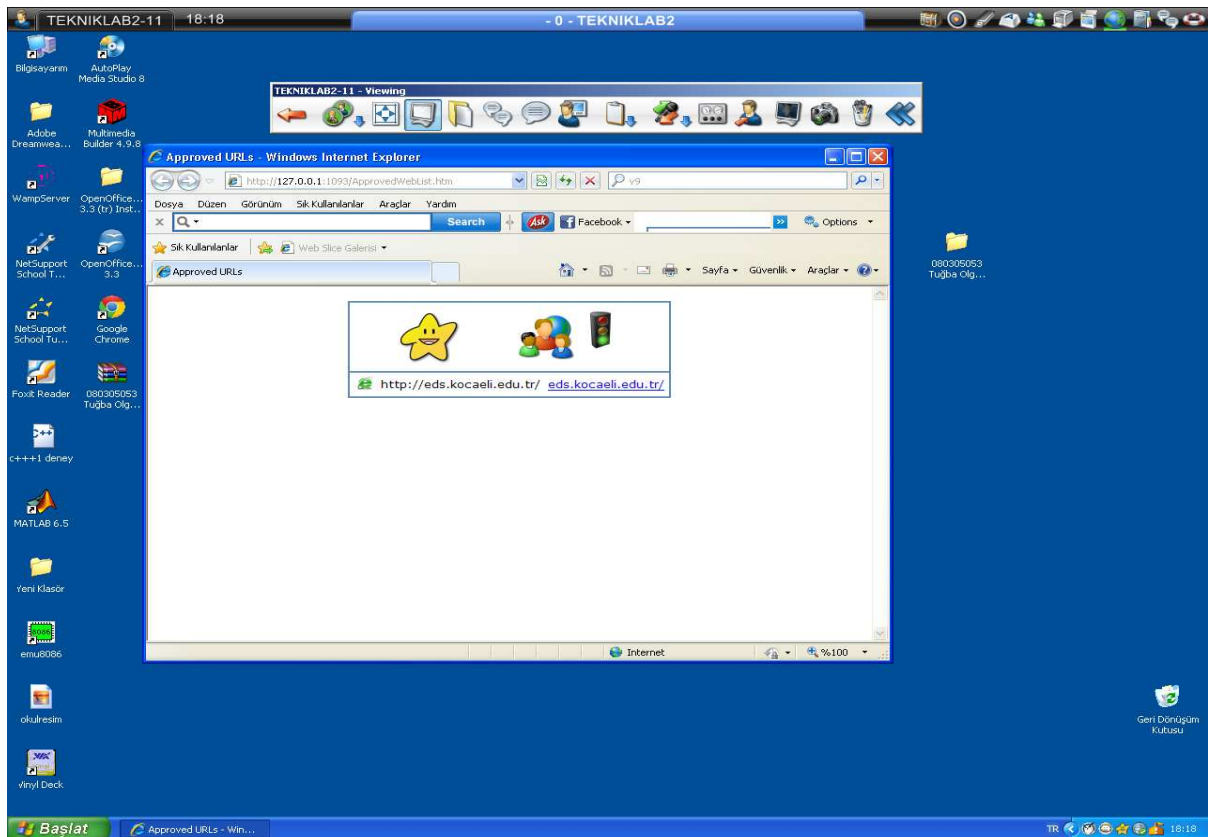 TEKNIKLAB2-11 18:18 - 0 - TEKNIKLAB2
Bilgisayarım
AutoPlay
Media Studio 8
TEKNIKLAB2-11 - Viewing
Adobe
Dreamwea...
Multimedia
Builder 4.9.8
Approved URLs - Windows Internet Explorer
http://127.0.0.1:1093/ApprovedWebList.htm
v9
WampServer
OpenOffice...
3.3 (tr) Inst...
Dosya Düzen Görünüm Sık Kullanılanlar Araçlar Yardım
Search Ask Facebook Options
Sık Kullanılanlar Web Slice Galerisi
NetSupport
School T...
OpenOffice...
3.3
Approved URLs
Sayfa Güvenlik Araçlar
080305053
Tuğba Olg...
NetSupport
School Tu...
Google
Chrome
http://eds.kocaeli.edu.tr/ eds.kocaeli.edu.tr/
Foxit Reader
080305053
Tuğba Olg...
c+++1 deney
MATLAB 6.5
Yeni Klasör
8086
emu8086
Internet %100
okulresim
Geri Dönüşüm
Kutusu
Vinyl Deck
Başlat Approved URLs - Win... TR 18:18